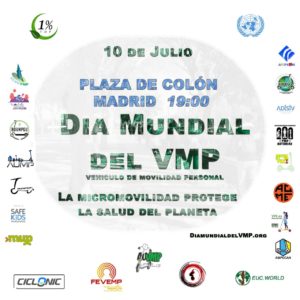 1%
10 de Julio
PLAZA DE COLÓN
MADRID 19:00
Dia Mundial
del VMP
VEHICULO DE MOVILIDAD PERSONAL
La micromovilidad protege
la salud del planeta
DiamundialdelVMP.org
SAFE
KIDS
300
CICLONIC
FEVEMP
EUC.WORLD